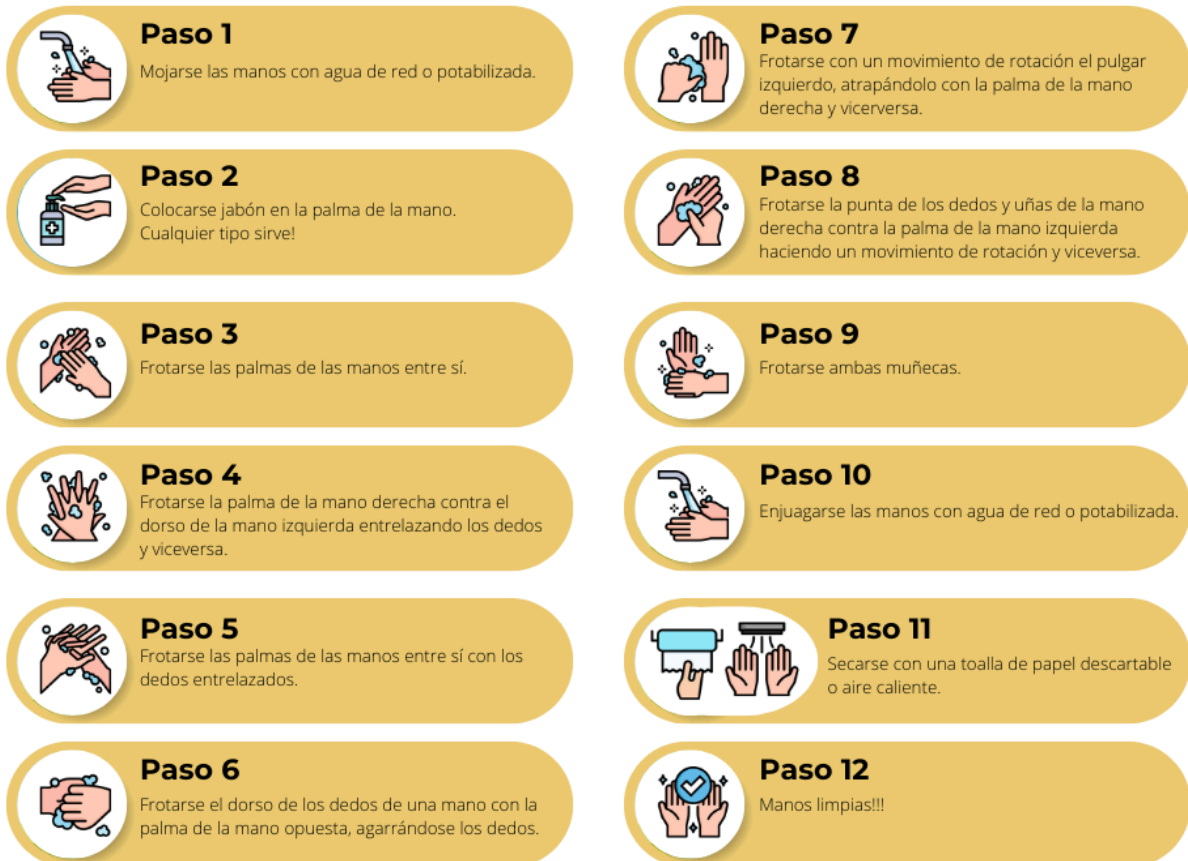 Paso 1
Mojarse las manos con agua de red o potabilizada.
Paso 2
Colocarse jabón en la palma de la mano.
Cualquier tipo sirve!
Paso 3
Frotarse las palmas de las manos entre sí.
Paso 4
Frotarse la palma de la mano derecha contra el
dorso de la mano izquierda entrelazando los dedos
y viceversa.
Paso 5
Frotarse las palmas de las manos entre sí con los
dedos entrelazados.
Paso 6
Frotarse el dorso de los dedos de una mano con la
palma de la mano opuesta, agarrándose los dedos.
Paso 7
Frotarse con un movimiento de rotación el pulgar
izquierdo, atrapándolo con la palma de la mano
derecha y vicerversa.
Paso 8
Frotarse la punta de los dedos y uñas de la mano
derecha contra la palma de la mano izquierda
haciendo un movimiento de rotación y viceversa.
Paso 9
Frotarse ambas muñecas.
Paso 10
Enjuagarse las manos con agua de red o potabilizada.
Paso 11
Secarse con una toalla de papel descartable
o aire caliente.
Paso 12
Manos limpias!!!